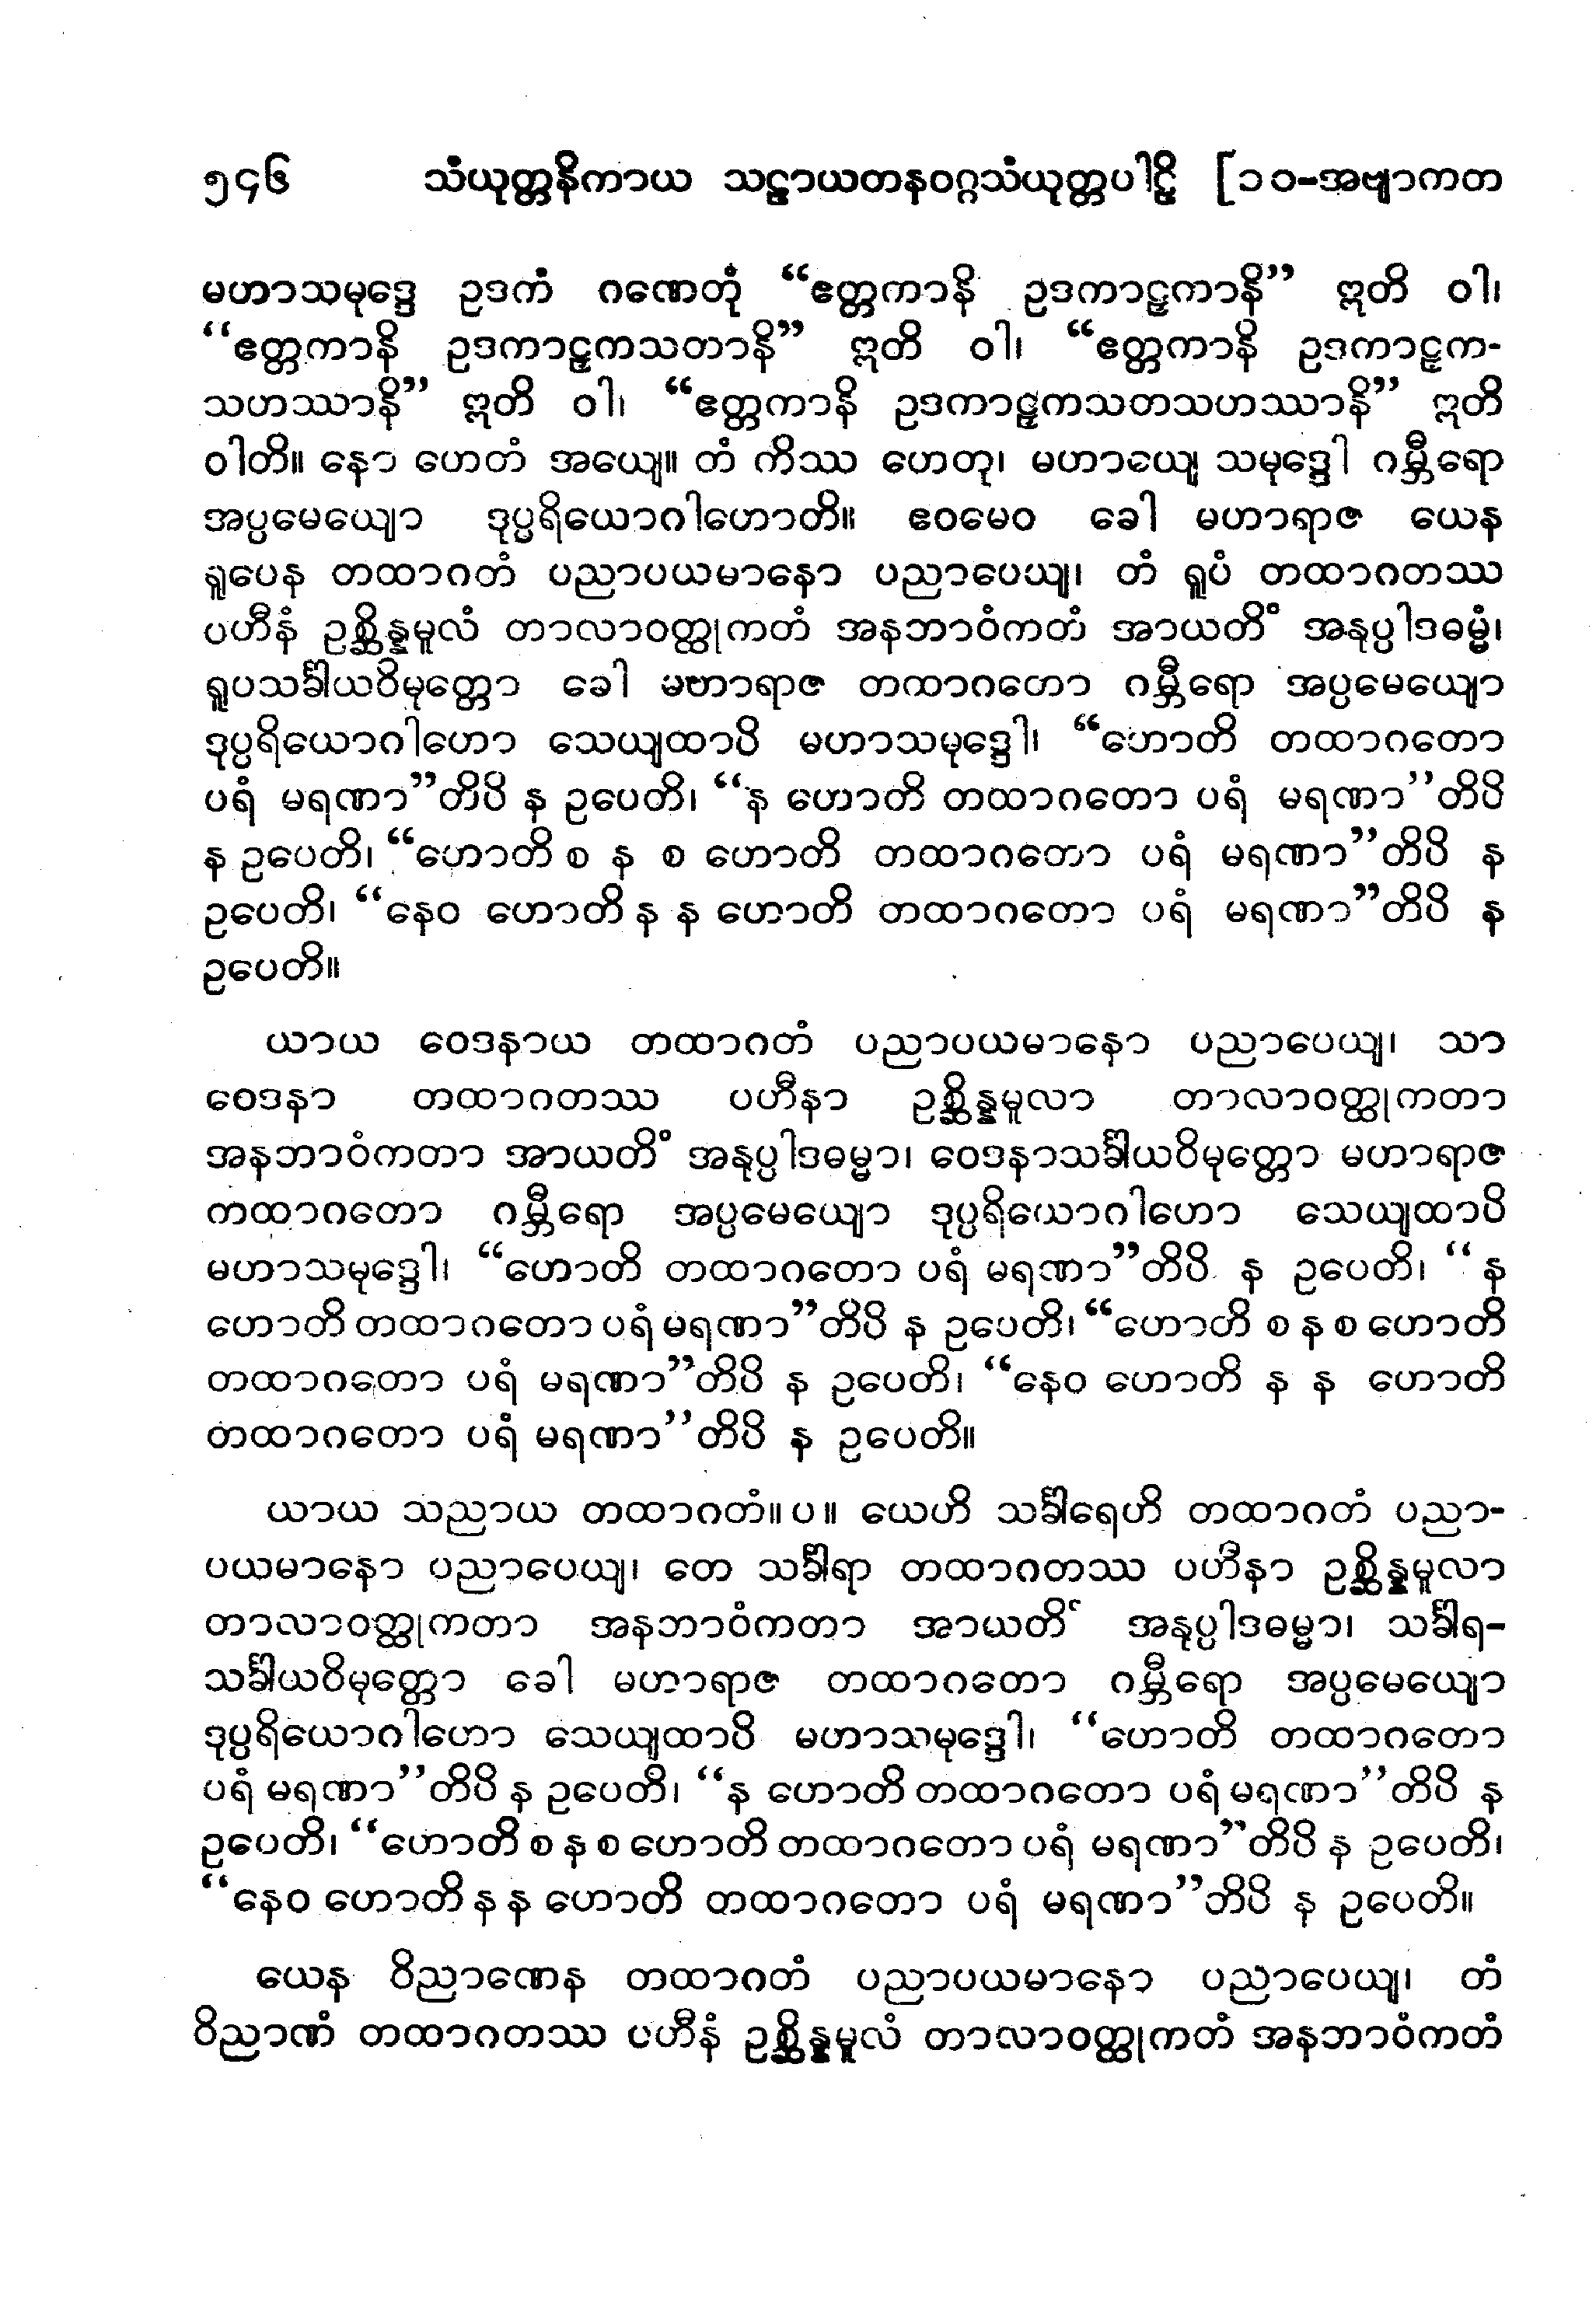 ၅၄၆ သံယုတ္တနိကာယ သဠာယတနဝဂ္ဂသံယုတ္တပါဠိ [၁၀-အဗျာကတ
မဟာသမုဒ္ဒေ ဥဒကံ ဂဏေတုံ “ဧတ္တကာနိ ဥဒကာဠှကာနိ” ဣတိ ဝါ၊
“ဧတ္တကာနိ ဥဒကာဠှကသတာနိ” ဣတိ ဝါ၊ “ဧတ္တကာနိ ဥဒကာဠှက-
သဟဿာနိ” ဣတိ ဝါ၊ “ဧတ္တကာနိ ဥဒကာဠှကသတသဟဿာနိ” ဣတိ
ဝါတိ။ နော ဟေတံ အယျေ။ တံ ကိဿ ဟေတု၊ မဟာယျေ သမုဒ္ဒေါ ဂမ္ဘီရော
အပ္ပမေယျော ဒုပ္ပရိယောဂါဟောတိ။ ဧဝမေဝ ခေါ မဟာရာဇ ယေန
ရူပေန တထာဂတံ ပညာပယမာနော ပညာပေယျ၊ တံ ရူပံ တထာဂတဿ
ပဟီနံ ဥစ္ဆိန္နမူလံ တာလာဝတ္ထုကတံ အနဘာဝံကတံ အာယတိံ အနုပ္ပါဒဓမ္မံ၊
ရူပသင်္ခါယဝိမုတ္တော ခေါ မဟာရာဇ တထာဂတော ဂမ္ဘီရော အပ္ပမေယျော
ဒုပ္ပရိယောဂါဟော သေယျထာပိ မဟာသမုဒ္ဒေါ၊ “ဟောတိ တထာဂတော
ပရံ မရဏာ”တိပိ န ဥပေတိ၊ “န ဟောတိ တထာဂတော ပရံ မရဏာ”တိပိ
န ဥပေတိ၊ “ဟောတိ စ န စ ဟောတိ တထာဂတော ပရံ မရဏာ”တိပိ န
ဥပေတိ၊ “နေဝ ဟောတိ န န ဟောတိ တထာဂတော ပရံ မရဏာ”တိပိ န
ဥပေတိ။
ယာယ ဝေဒနာယ တထာဂတံ ပညာပယမာနော ပညာပေယျ၊ သာ
ဝေဒနာ တထာဂတဿ ပဟီနာ ဥစ္ဆိန္နမူလာ တာလာဝတ္ထုကတာ
အနဘာဝံကတာ အာယတိံ အနုပ္ပါဒဓမ္မာ၊ ဝေဒနာသင်္ခါယဝိမုတ္တော မဟာရာဇ
တထာဂတော ဂမ္ဘီရော အပ္ပမေယျော ဒုပ္ပရိယောဂါဟော သေယျထာပိ
မဟာသမုဒ္ဒေါ၊ “ဟောတိ တထာဂတော ပရံ မရဏာ”တိပိ န ဥပေတိ၊ “န
ဟောတိ တထာဂတော ပရံ မရဏာ”တိပိ န ဥပေတိ၊ “ဟောတိ စ န စ ဟောတိ
တထာဂတော ပရံ မရဏာ”တိပိ န ဥပေတိ၊ “နေဝ ဟောတိ န န ဟောတိ
တထာဂတော ပရံ မရဏာ”တိပိ န ဥပေတိ။
ယာယ သညာယ တထာဂတံ။ပ။ ယေဟိ သင်္ခါရေဟိ တထာဂတံ ပညာ-
ပယမာနော ပညာပေယျ၊ တေ သင်္ခါရာ တထာဂတဿ ပဟီနာ ဥစ္ဆိန္နမူလာ
တာလာဝတ္ထုကတာ အနဘာဝံကတာ အာယတိံ အနုပ္ပါဒဓမ္မာ၊ သင်္ခါရ-
သင်္ခါယဝိမုတ္တော ခေါ မဟာရာဇ တထာဂတော ဂမ္ဘီရော အပ္ပမေယျော
ဒုပ္ပရိယောဂါဟော သေယျထာပိ မဟာသမုဒ္ဒေါ၊ “ဟောတိ တထာဂတော
ပရံ မရဏာ”တိပိ န ဥပေတိ၊ “န ဟောတိ တထာဂတော ပရံ မရဏာ”တိပိ န
ဥပေတိ၊ “ဟောတိ စ န စ ဟောတိ တထာဂတော ပရံ မရဏာ”တိပိ န ဥပေတိ၊
“နေဝ ဟောတိ န န ဟောတိ တထာဂတော ပရံ မရဏာ”တိပိ န ဥပေတိ။
ယေန ဝိညာဏေန တထာဂတံ ပညာပယမာနော ပညာပေယျ၊ တံ
ဝိညာဏံ တထာဂတဿ ပဟီနံ ဥစ္ဆိန္နမူလံ တာလာဝတ္ထုကတံ အနဘာဝံကတံ